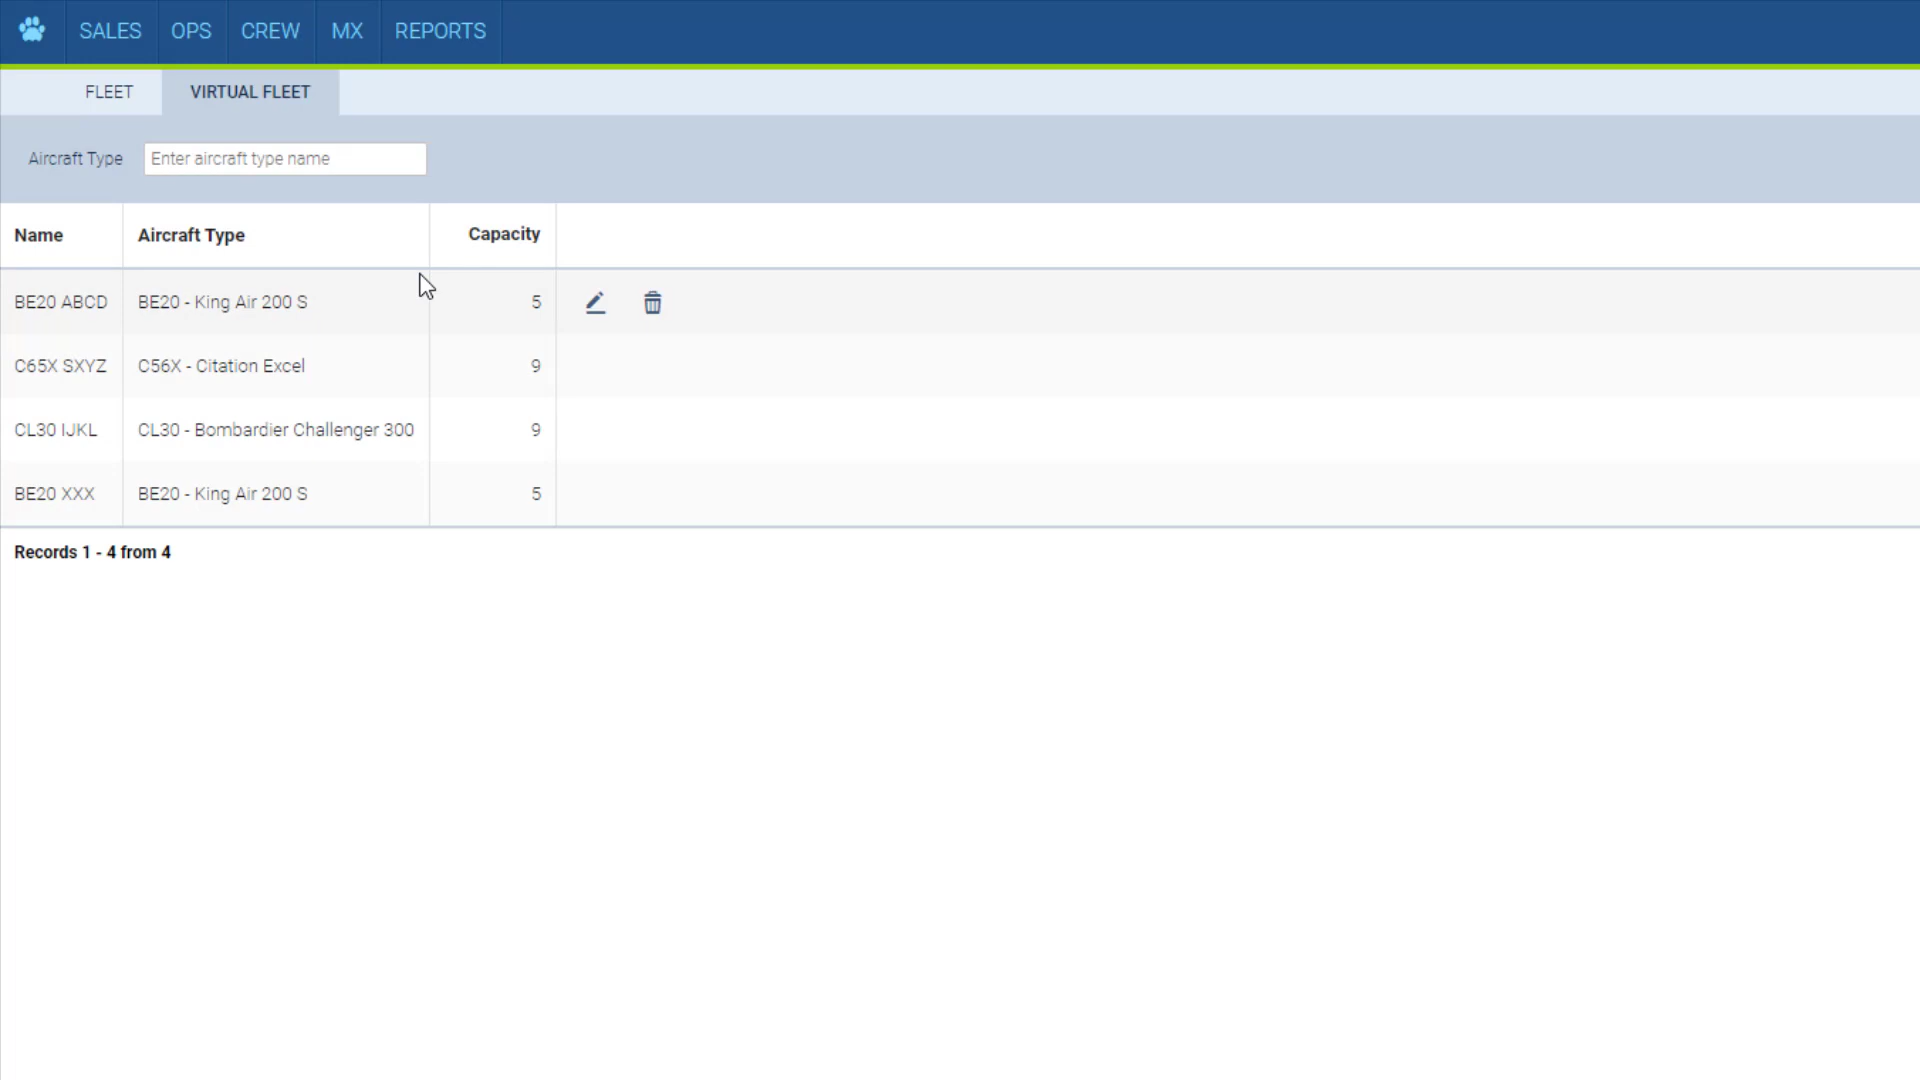 SALES OPS CREW MX REPORTS
FLEET VIRTUAL FLEET
Aircraft Type Enter aircraft type name
Name Aircraft Type Capacity
BE20 ABCD BE20 - King Air 200 S 5
C65X SXYZ C56X - Citation Excel 9
CL30 IJKL CL30 - Bombardier Challenger 300 9
BE20 XXX BE20 - King Air 200 S 5
Records 1 - 4 from 4